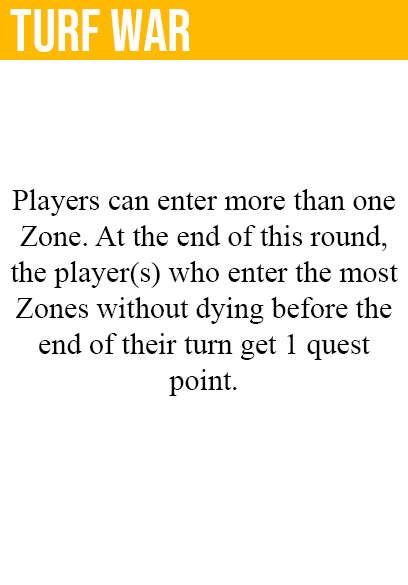 TURF WAR
Players can enter more than one
Zone. At the end of this round,
the player(s) who enter the most
Zones without dying before the
end of their turn get 1 quest
point.